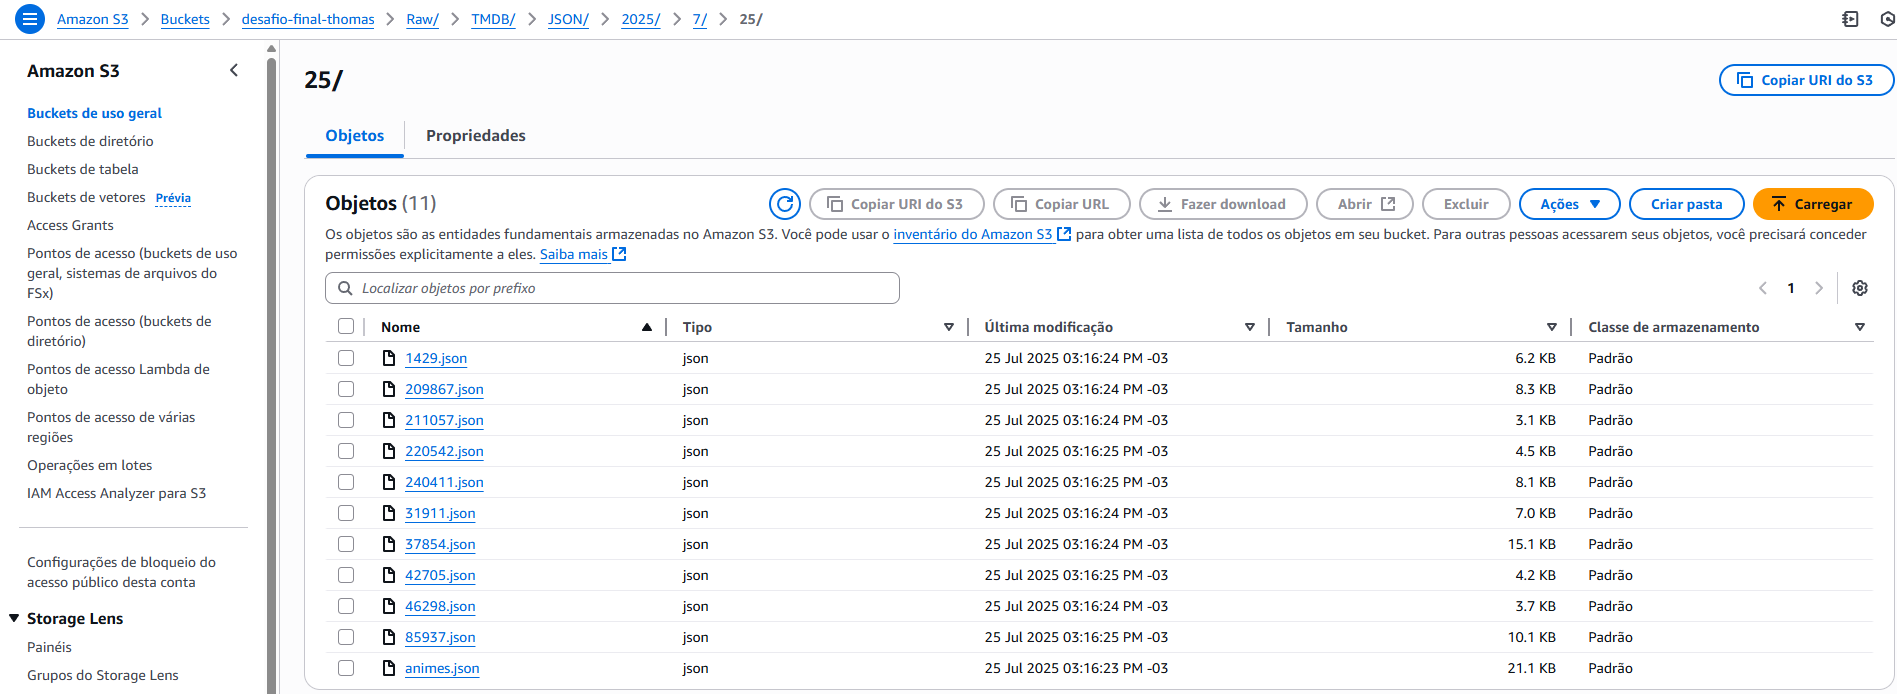 Amazon S3 > Buckets > desafio-final-thomas > Raw/ > TMDB/ > JSON/ > 2025/ > 7/ > 25/
Amazon S3
Buckets de uso geral
Buckets de diretório
Buckets de tabela
Buckets de vetores Prévia
Access Grants
Pontos de acesso (buckets de uso
geral, sistemas de arquivos do
FSx)
Pontos de acesso (buckets de
diretório)
Pontos de acesso Lambda de
objeto
Pontos de acesso de várias
regiões
Operações em lotes
IAM Access Analyzer para S3
Configurações de bloqueio do
acesso público desta conta
Storage Lens
Painéis
Grupos do Storage Lens
25/
Copiar URI do S3
Objetos Propriedades
Objetos (11)
Copiar URI do S3 Copiar URL Fazer download Abrir Excluir Ações Criar pasta Carregar
Os objetos são as entidades fundamentais armazenadas no Amazon S3. Você pode usar o inventário do Amazon S3 para obter uma lista de todos os objetos em seu bucket. Para outras pessoas acessarem seus objetos, você precisará conceder
permissões explicitamente a eles. Saiba mais
Localizar objetos por prefixo
1
Nome Tipo Última modificação Tamanho Classe de armazenamento
1429.json json 25 Jul 2025 03:16:24 PM -03 6.2 KB Padrão
209867.json json 25 Jul 2025 03:16:24 PM -03 8.3 KB Padrão
211057.json json 25 Jul 2025 03:16:24 PM -03 3.1 KB Padrão
220542.json json 25 Jul 2025 03:16:25 PM -03 4.5 KB Padrão
240411.json json 25 Jul 2025 03:16:25 PM -03 8.1 KB Padrão
31911.json json 25 Jul 2025 03:16:24 PM -03 7.0 KB Padrão
37854.json json 25 Jul 2025 03:16:24 PM -03 15.1 KB Padrão
42705.json json 25 Jul 2025 03:16:25 PM -03 4.2 KB Padrão
46298.json json 25 Jul 2025 03:16:24 PM -03 3.7 KB Padrão
85937.json json 25 Jul 2025 03:16:25 PM -03 10.1 KB Padrão
animes.json json 25 Jul 2025 03:16:23 PM -03 21.1 KB Padrão